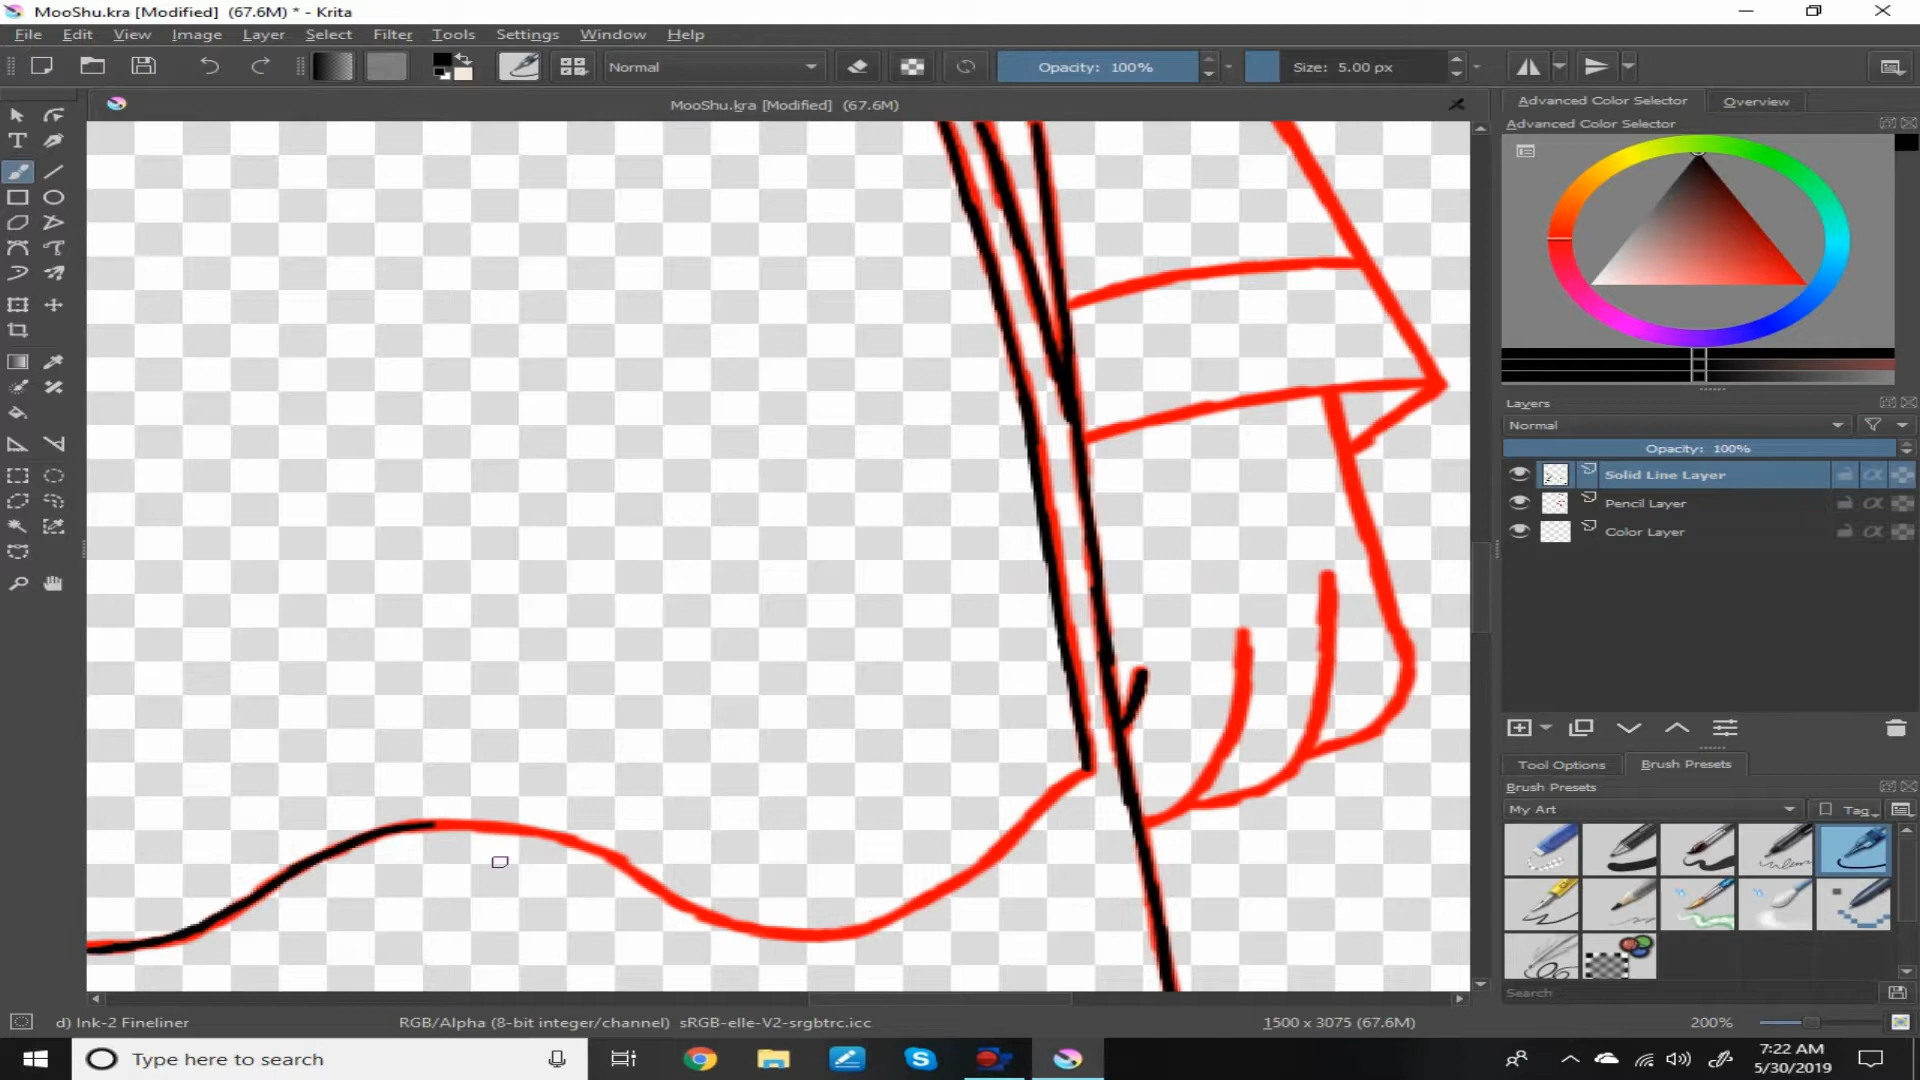 MooShu.kra [Modified]  (67.6M) * - Krita
File Edit View Image Layer Filter Tools Settings Window Help
Normal Opacity: 100% Size: 5.00 px
MooShu.kra [Modified]  (67.6M)
Advanced Color Selector Overview
Advanced Color Selector
Layers
Normal
Opacity: 100%
Solid Line Layer
Pencil Layer
Color Layer
Tool Options Brush Presets
Brush Presets
My Art Tag
Search
d) Ink-2 Fineliner RGB/Alpha (8-bit integer/channel)  sRGB-elle-V2-srgbtrc.icc 1500 x 3075 (67.6M) 200%
Type here to search
7:22 AM
5/30/2019